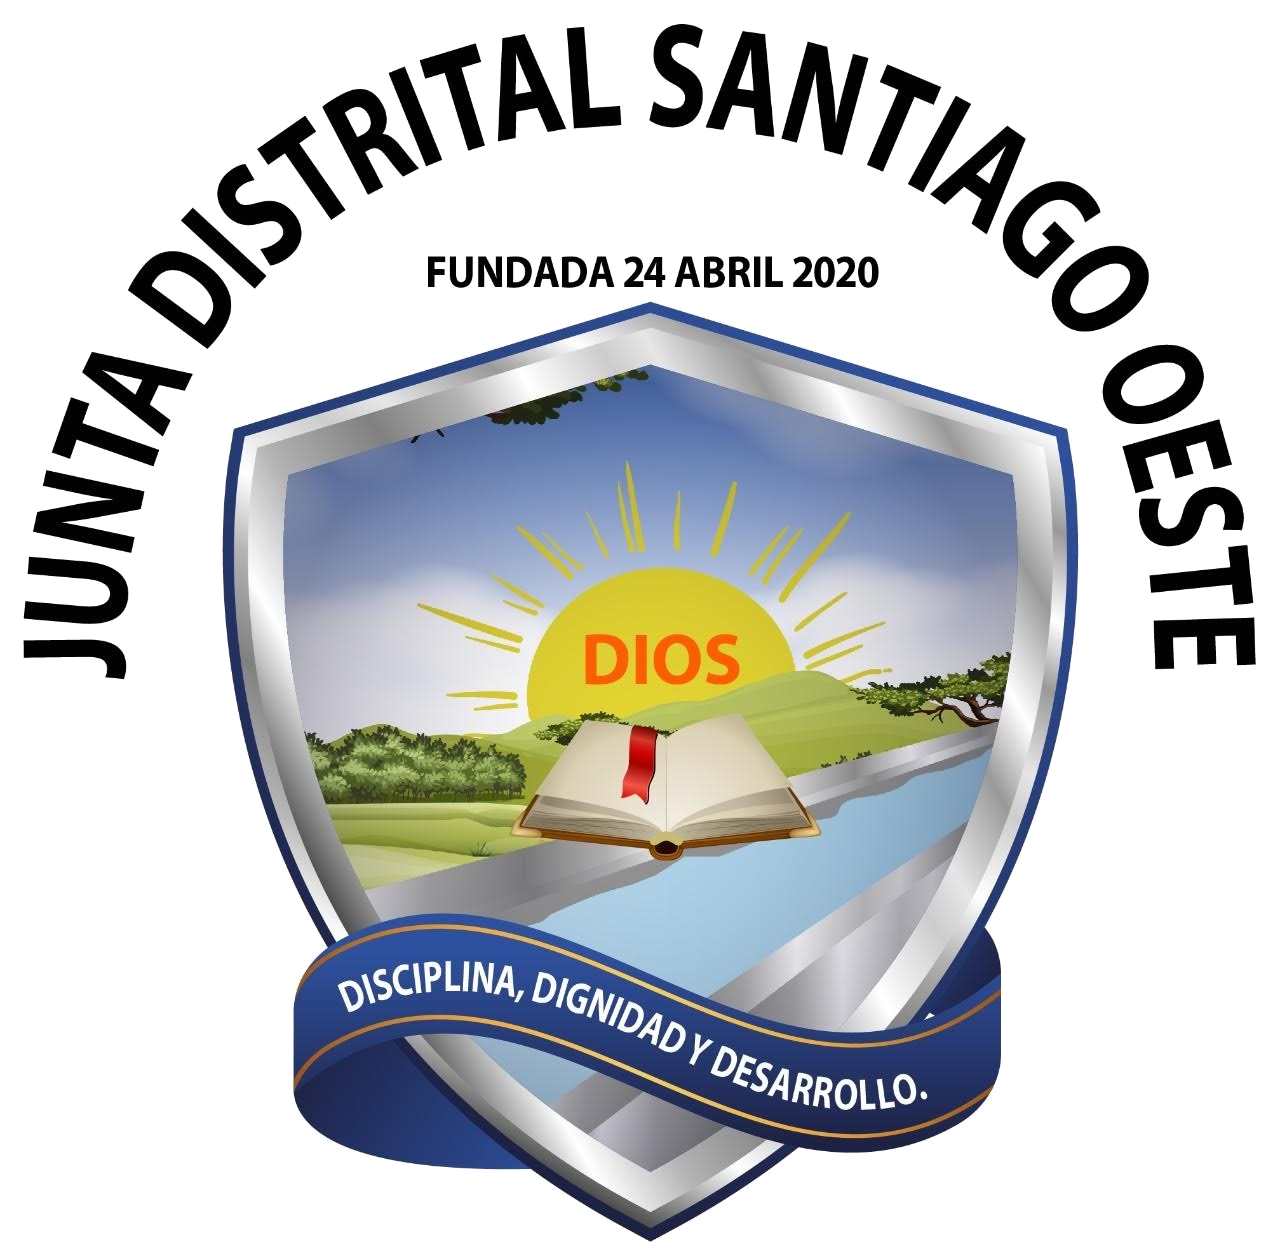 JUNTA DISTRITAL SANTIAGO OESTE
FUNDADA 24 ABRIL 2020
DIOS
DISCIPLINA, DIGNIDAD Y DESARROLLO.